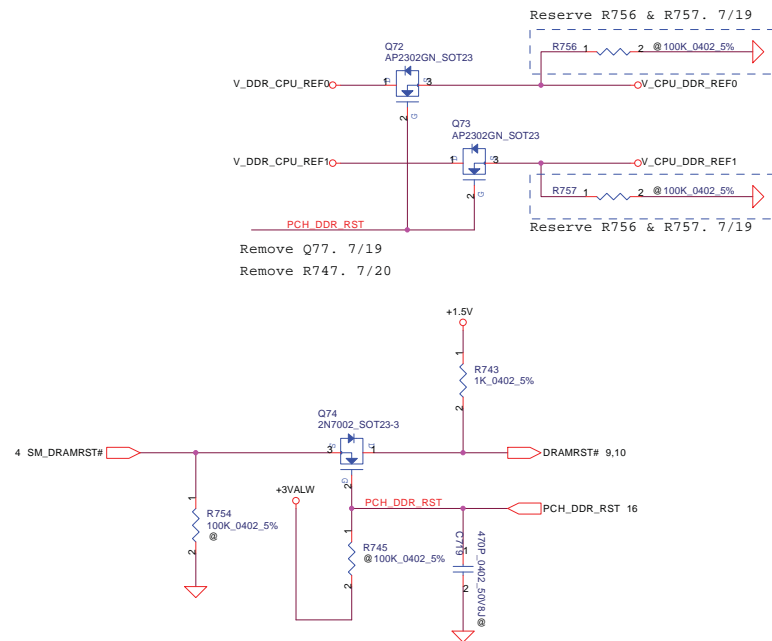 Reserve R756 & R757. 7/19
Q72
AP2302GN_SOT23
R756 1 2 @100K_0402_5%
V_DDR_CPU_REF0 1 D S 3 V_CPU_DDR_REF0
2 G
Q73
AP2302GN_SOT23
V_DDR_CPU_REF1 1 D S 3 V_CPU_DDR_REF1
2 G
R757 1 2 @100K_0402_5%
PCH_DDR_RST
Reserve R756 & R757. 7/19
Remove Q77. 7/19
Remove R747. 7/20
+1.5V
1
R743
1K_0402_5%
2
Q74
2N7002_SOT23-3
4 SM_DRAMRST# 3 S D 1 DRAMRST# 9,10
G
2
+3VALW
PCH_DDR_RST
PCH_DDR_RST 16
1
R754
100K_0402_5%
@
2
1
R745
@100K_0402_5%
2
1
C719
470P_0402_50V8J@
2